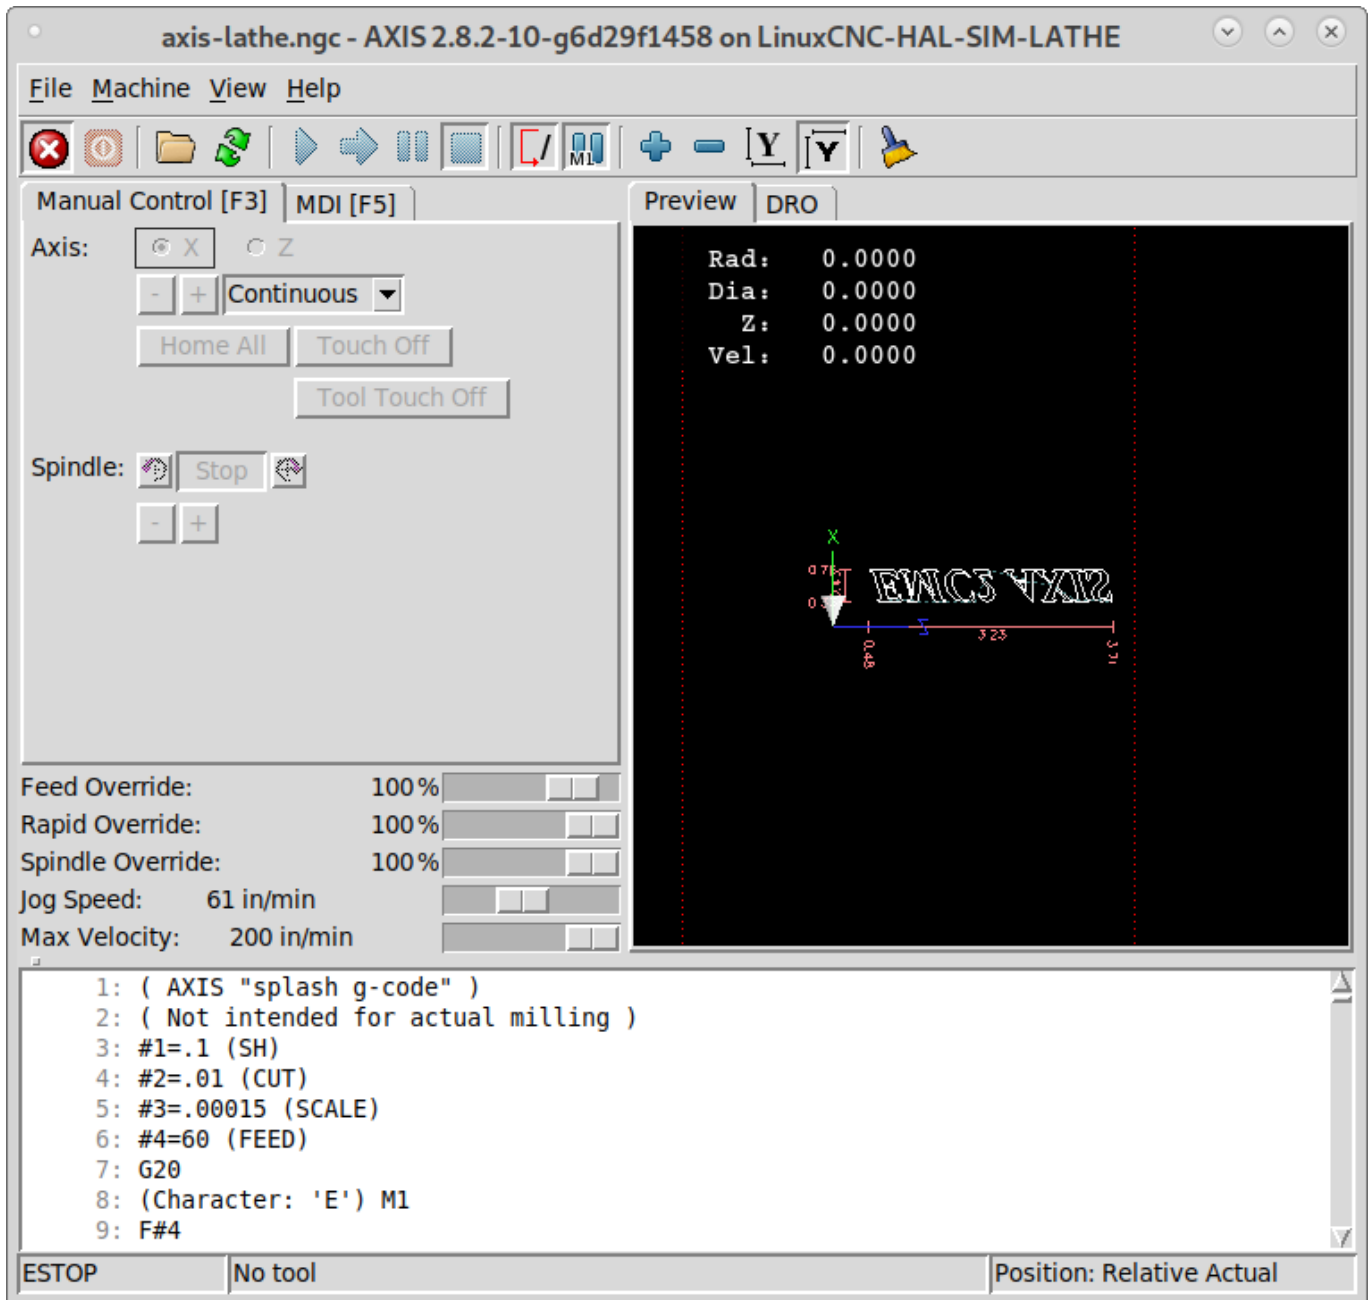 axis-lathe.ngc - AXIS 2.8.2-10-g6d29f1458 on LinuxCNC-HAL-SIM-LATHE
File Machine View Help
M1 Y Y
Manual Control [F3] MDI [F5]
Preview DRO
Axis: X Z
- + Continuous
Home All Touch Off
Tool Touch Off
Spindle: Stop
- +
Rad: 0.0000
Dia: 0.0000
Z: 0.0000
Vel: 0.0000
X
EMC2 AXIS
Z
3.23
0.48
3.71
Feed Override: 100 %
Rapid Override: 100 %
Spindle Override: 100 %
Jog Speed: 61 in/min
Max Velocity: 200 in/min
1: ( AXIS "splash g-code" )
2: ( Not intended for actual milling )
3: #1=.1 (SH)
4: #2=.01 (CUT)
5: #3=.00015 (SCALE)
6: #4=60 (FEED)
7: G20
8: (Character: 'E') M1
9: F#4
ESTOP No tool Position: Relative Actual